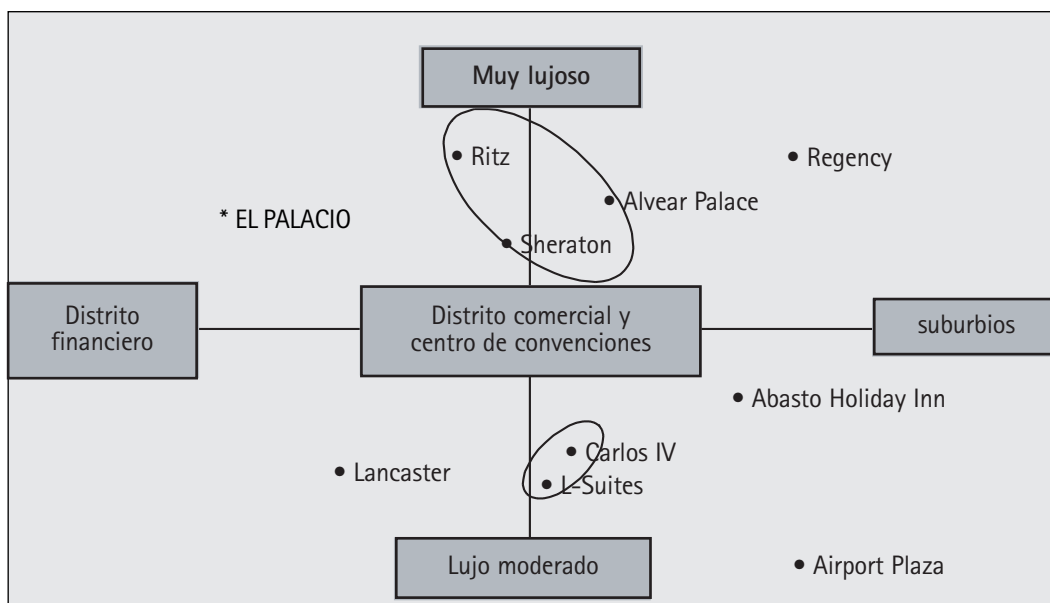 Muy lujoso
• Ritz
• Regency
• Alvear Palace
* EL PALACIO
• Sheraton
Distrito
financiero
Distrito comercial y
centro de convenciones
suburbios
• Abasto Holiday Inn
• Carlos IV
• Lancaster
• L-Suites
Lujo moderado
• Airport Plaza